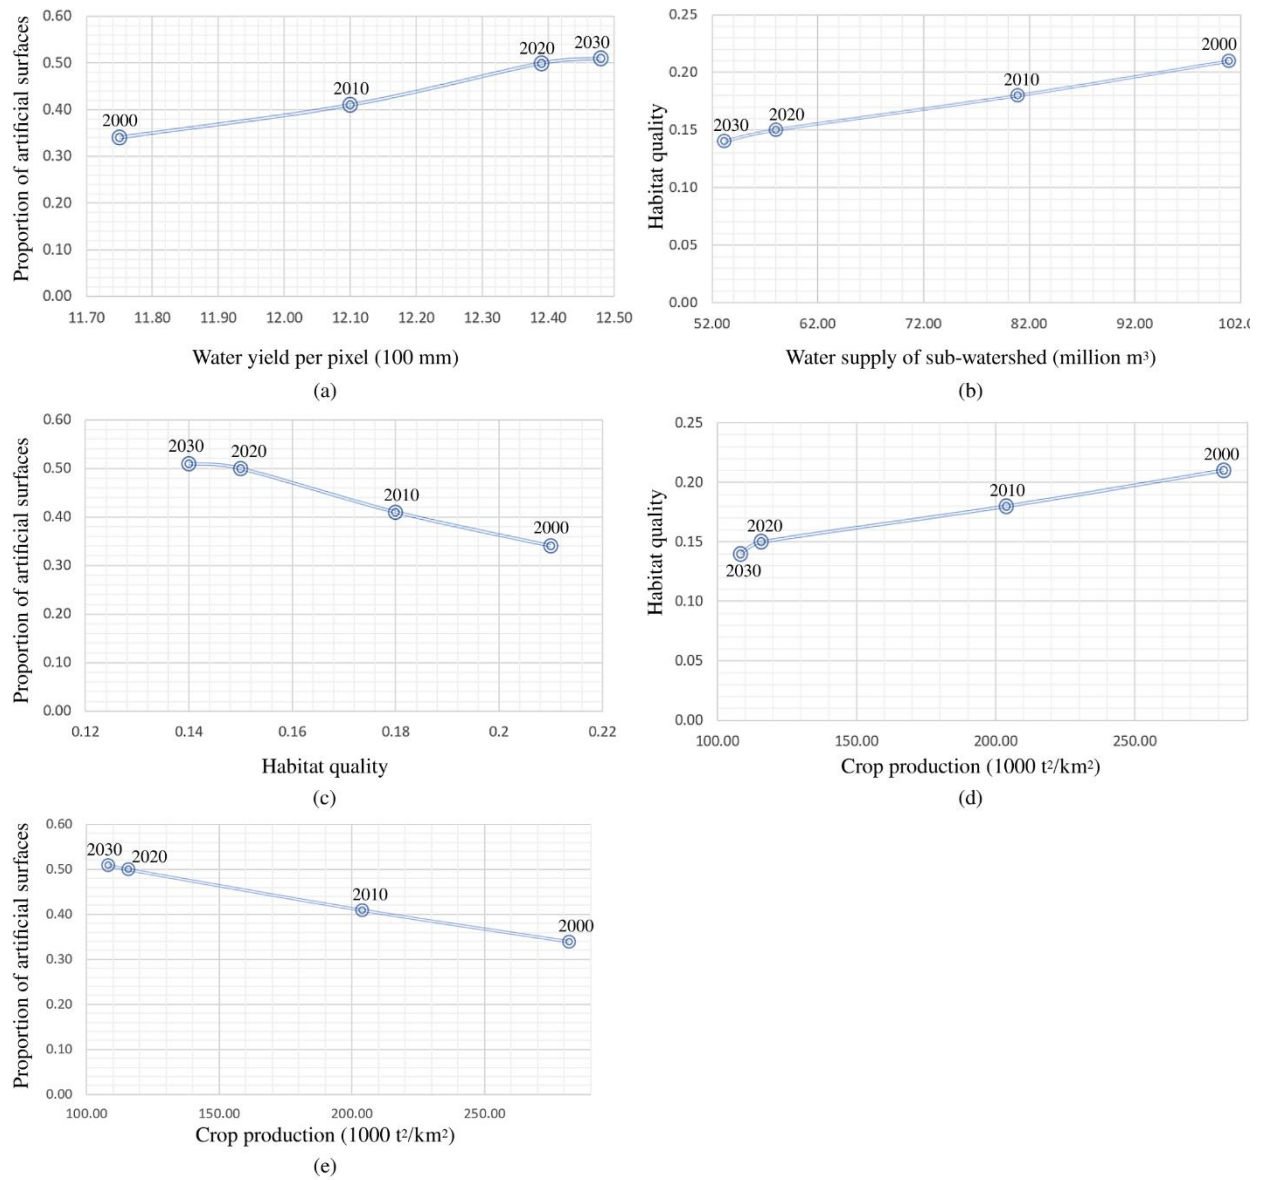 Proportion of artificial surfaces
0.60
0.50
0.40
0.30
0.20
0.10
0.00
2000
2010
2020
2030
11.70 11.80 11.90 12.00 12.10 12.20 12.30 12.40 12.50
Water yield per pixel (100 mm)
(a)
Habitat quality
0.25
0.20
0.15
0.10
0.05
0.00
2030
2020
2010
2000
52.00 62.00 72.00 82.00 92.00 102.0
Water supply of sub-watershed (million m³)
(b)
Proportion of artificial surfaces
0.60
0.50
0.40
0.30
0.20
0.10
0.00
2030
2020
2010
2000
0.12 0.14 0.16 0.18 0.2 0.22
Habitat quality
(c)
Habitat quality
0.25
0.20
0.15
0.10
0.05
0.00
2030
2020
2010
2000
100.00 150.00 200.00 250.00
Crop production (1000 t²/km²)
(d)
Proportion of artificial surfaces
0.60
0.50
0.40
0.30
0.20
0.10
0.00
2030
2020
2010
2000
100.00 150.00 200.00 250.00
Crop production (1000 t²/km²)
(e)